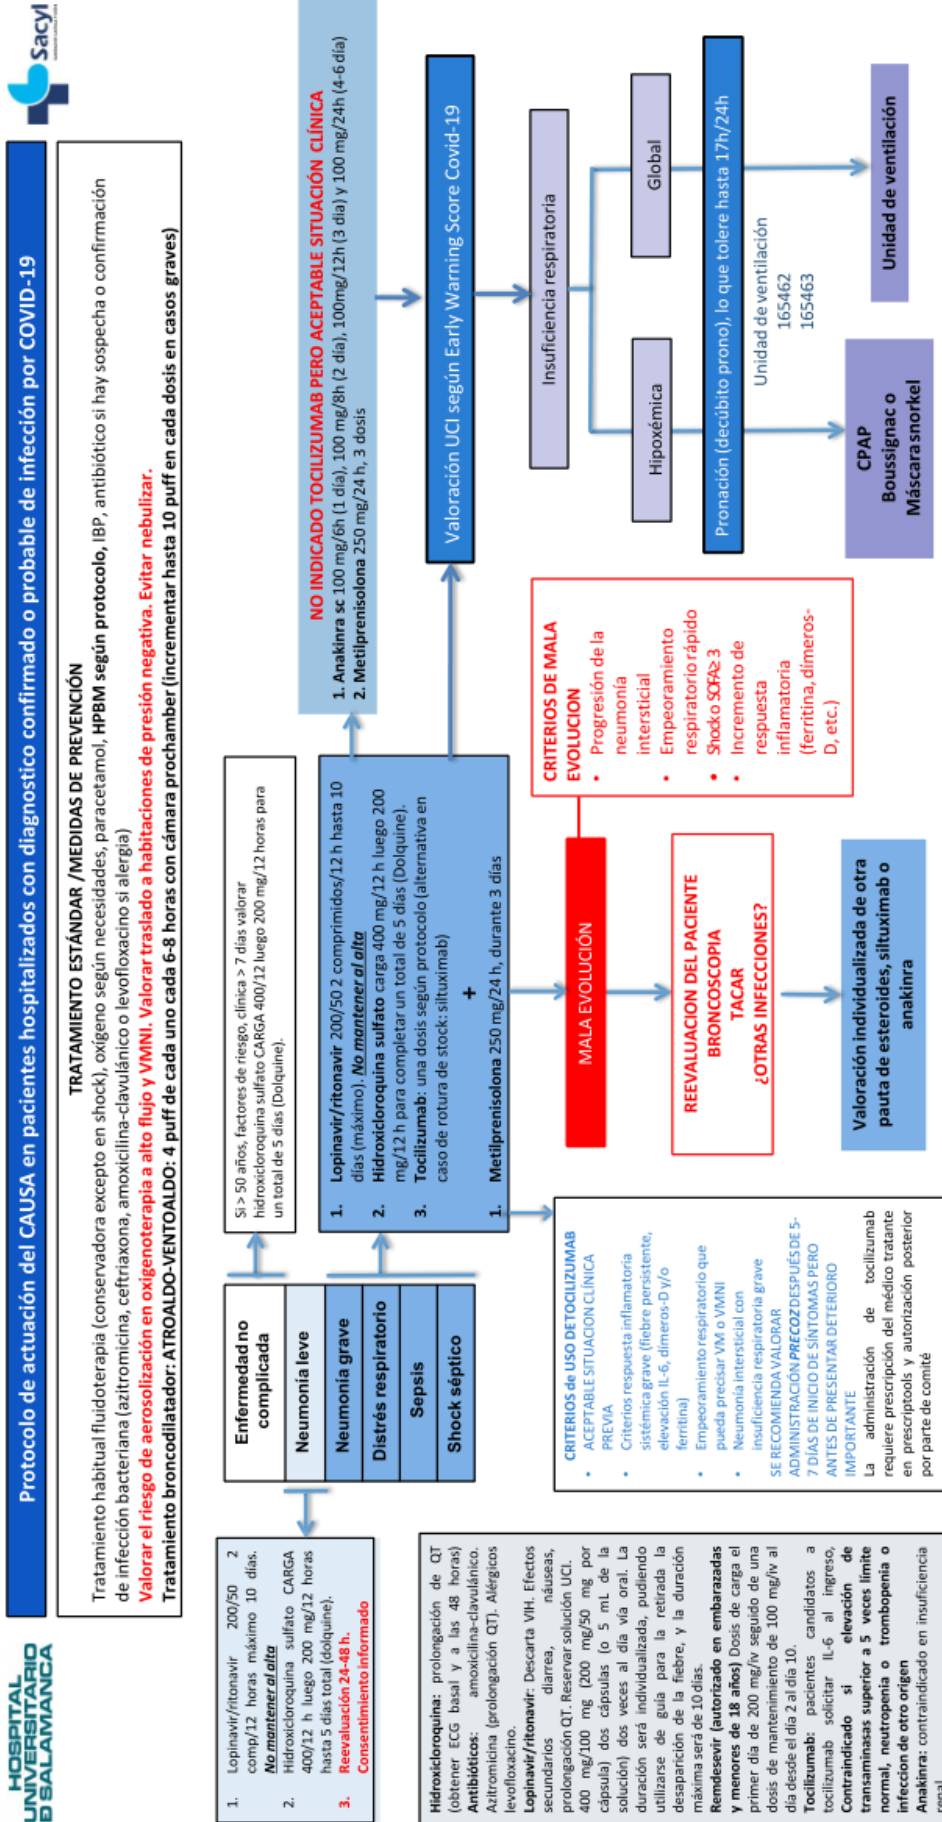 HOSPITAL
UNIVERSITARIO
D SALAMANCA
Protocolo de actuación del CAUSA en pacientes hospitalizados con diagnostico confirmado o probable de infección por COVID-19
Sacyl
TRATAMIENTO ESTÁNDAR /MEDIDAS DE PREVENCIÓN
Tratamiento habitual fluidoterapia (conservadora excepto en shock), oxígeno según necesidades, paracetamol, HPBM según protocolo, IBP, antibiótico si hay sospecha o confirmación
de infección bacteriana (azitromicina, ceftriaxona, amoxicilina-clavulánico o levofloxacino si alergia)
Valorar el riesgo de aerosolización en oxigenoterapia a alto flujo y VMNI. Valorar traslado a habitaciones de presión negativa. Evitar nebulizar.
Tratamiento broncodilatador: ATROALDO-VENTOALDO: 4 puff de cada uno cada 6-8 horas con cámara prochamber (incrementar hasta 10 puff en cada dosis en casos graves)
1. Lopinavir/ritonavir 200/50 2
comp/12 horas máximo 10 días.
No mantener al alta
2. Hidroxicloroquina sulfato CARGA
400/12 h luego 200 mg/12 horas
hasta 5 días total (dolquine).
3. Reevaluación 24-48 h.
Consentimiento informado
Enfermedad no
complicada
Neumonía leve
Neumonía grave
Distrés respiratorio
Sepsis
Shock séptico
Si > 50 años, factores de riesgo, clínica > 7 días valorar
hidroxicloroquina sulfato CARGA 400/12 luego 200 mg/12 horas para
un total de 5 días (Dolquine).
1. Lopinavir/ritonavir 200/50 2 comprimidos/12 h hasta 10
días (máximo). No mantener al alta
2. Hidroxicloroquina sulfato carga 400 mg/12 h luego 200
mg/12 h para completar un total de 5 días (Dolquine).
3. Tocilizumab: una dosis según protocolo (alternativa en
caso de rotura de stock: siltuximab)
+
1. Metilprenisolona 250 mg/24 h, durante 3 días
NO INDICADO TOCILIZUMAB PERO ACEPTABLE SITUACIÓN CLÍNICA
1. Anakinra sc 100 mg/6h (1 día), 100 mg/8h (2 día), 100mg/12h (3 día) y 100 mg/24h (4-6 día)
2. Metilprenisolona 250 mg/24 h, 3 dosis
Valoración UCI según Early Warning Score Covid-19
Insuficiencia respiratoria
Hipoxémica
Global
Pronación (decúbito prono), lo que tolere hasta 17h/24h
Unidad de ventilación
165462
165463
CPAP
Boussignac o
Máscara snorkel
Unidad de ventilación
MALA EVOLUCIÓN
CRITERIOS DE MALA
EVOLUCION
• Progresión de la
neumonía
intersticial
• Empeoramiento
respiratorio rápido
• Shocko SOFA≥ 3
• Incremento de
respuesta
inflamatoria
(ferritina, dímeros-
D, etc.)
REEVALUACION DEL PACIENTE
BRONCOSCOPIA
TACAR
¿OTRAS INFECCIONES?
Valoración individualizada de otra
pauta de esteroides, siltuximab o
anakinra
CRITERIOS de USO DETOCILIZUMAB
• ACEPTABLE SITUACION CLÍNICA
PREVIA
• Criterios respuesta inflamatoria
sistémica grave (fiebre persistente,
elevación IL-6, dímeros-D y/o
ferritina)
• Empeoramiento respiratorio que
pueda precisar VM o VMNI
• Neumonía intersticial con
insuficiencia respiratoria grave
SE RECOMIENDA VALORAR
ADMINISTRACIÓN PRECOZ DESPUÉS DE 5-
7 DÍAS DE INICIO DE SÍNTOMAS PERO
ANTES DE PRESENTAR DETERIORO
IMPORTANTE
La administración de tocilizumab
requiere prescripción del médico tratante
en prescriptools y autorización posterior
por parte de comité
Hidroxicloroquina: prolongación de QT
(obtener ECG basal y a las 48 horas)
Antibióticos: amoxicilina-clavulánico.
Azitromicina (prolongación QT). Alérgicos
levofloxacino.
Lopinavir/ritonavir: Descarta VIH. Efectos
secundarios diarrea, náuseas,
prolongación QT. Reservar solución UCI.
400 mg/100 mg (200 mg/50 mg por
cápsula) dos cápsulas (o 5 mL de la
solución) dos veces al día vía oral. La
duración será individualizada, pudiendo
utilizarse de guía para la retirada la
desaparición de la fiebre, y la duración
máxima será de 10 días.
Remdesevir (autorizado en embarazadas
y menores de 18 años) Dosis de carga el
primer día de 200 mg/iv seguido de una
dosis de mantenimiento de 100 mg/iv al
día desde el día 2 al día 10.
Tocilizumab: pacientes candidatos a
tocilizumab solicitar IL-6 al ingreso,
Contraindicado si elevación de
transaminasas superior a 5 veces límite
normal, neutropenia o trombopenia o
infeccion de otro origen
Anakinra: contraindicado en insuficiencia
renal